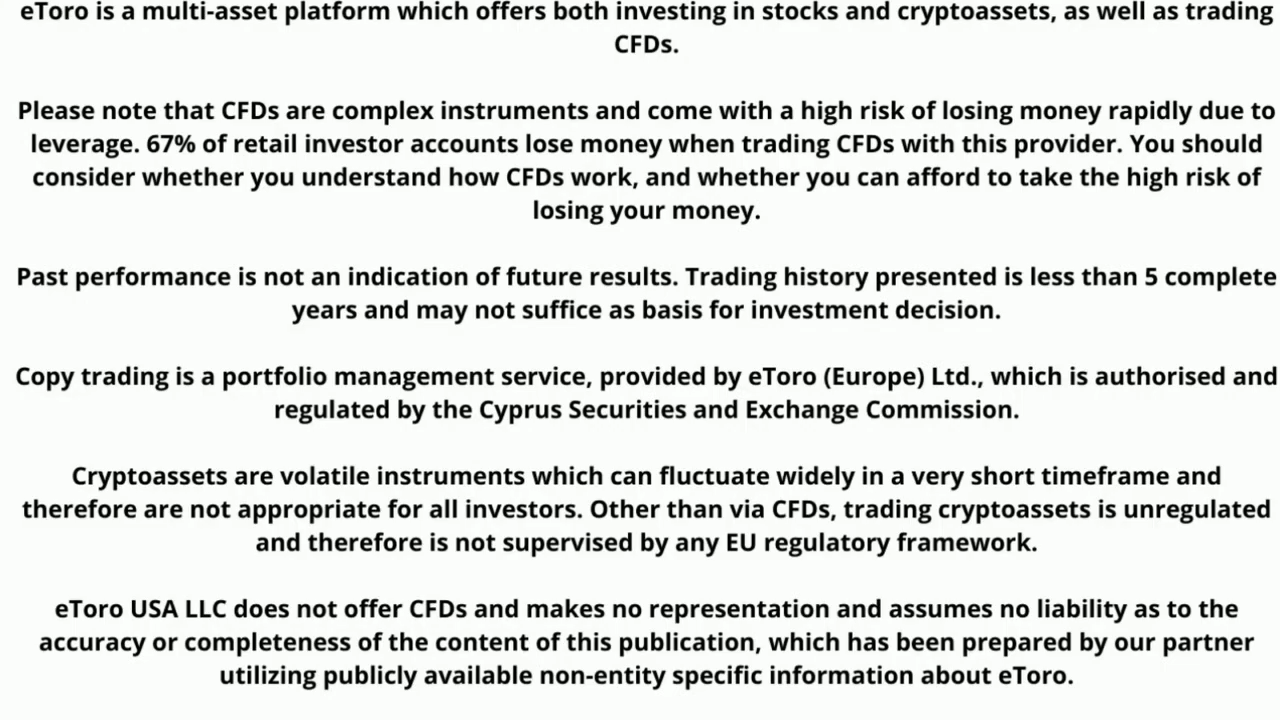 eToro is a multi-asset platform which offers both investing in stocks and cryptoassets, as well as trading
CFDs.
Please note that CFDs are complex instruments and come with a high risk of losing money rapidly due to
leverage. 67% of retail investor accounts lose money when trading CFDs with this provider. You should
consider whether you understand how CFDs work, and whether you can afford to take the high risk of
losing your money.
Past performance is not an indication of future results. Trading history presented is less than 5 complete
years and may not suffice as basis for investment decision.
Copy trading is a portfolio management service, provided by eToro (Europe) Ltd., which is authorised and
regulated by the Cyprus Securities and Exchange Commission.
Cryptoassets are volatile instruments which can fluctuate widely in a very short timeframe and
therefore are not appropriate for all investors. Other than via CFDs, trading cryptoassets is unregulated
and therefore is not supervised by any EU regulatory framework.
eToro USA LLC does not offer CFDs and makes no representation and assumes no liability as to the
accuracy or completeness of the content of this publication, which has been prepared by our partner
utilizing publicly available non-entity specific information about eToro.